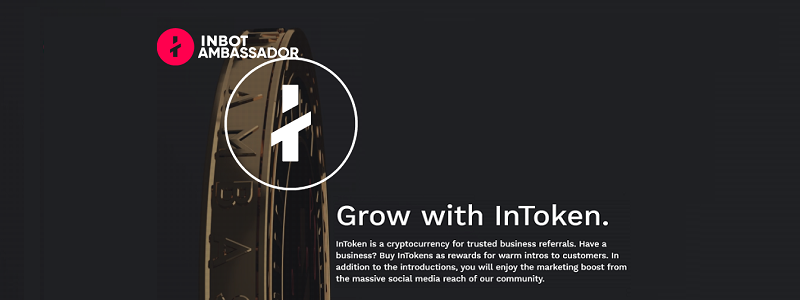 INBOT
AMBASSADOR
Grow with InToken.
InToken is a cryptocurrency for trusted business referrals. Have a
business? Buy InTokens as rewards for warm intros to customers. In
addition to the introductions, you will enjoy the marketing boost from
the massive social media reach of our community.